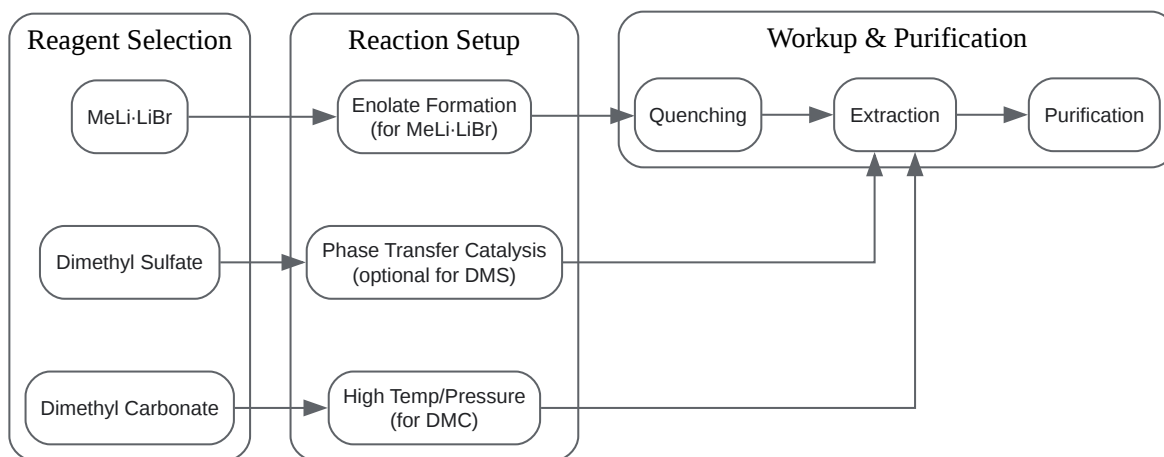 Reagent Selection
MeLi·LiBr
Dimethyl Sulfate
Dimethyl Carbonate
Reaction Setup
Enolate Formation
(for MeLi·LiBr)
Phase Transfer Catalysis
(optional for DMS)
High Temp/Pressure
(for DMC)
Workup & Purification
Quenching
Extraction
Purification